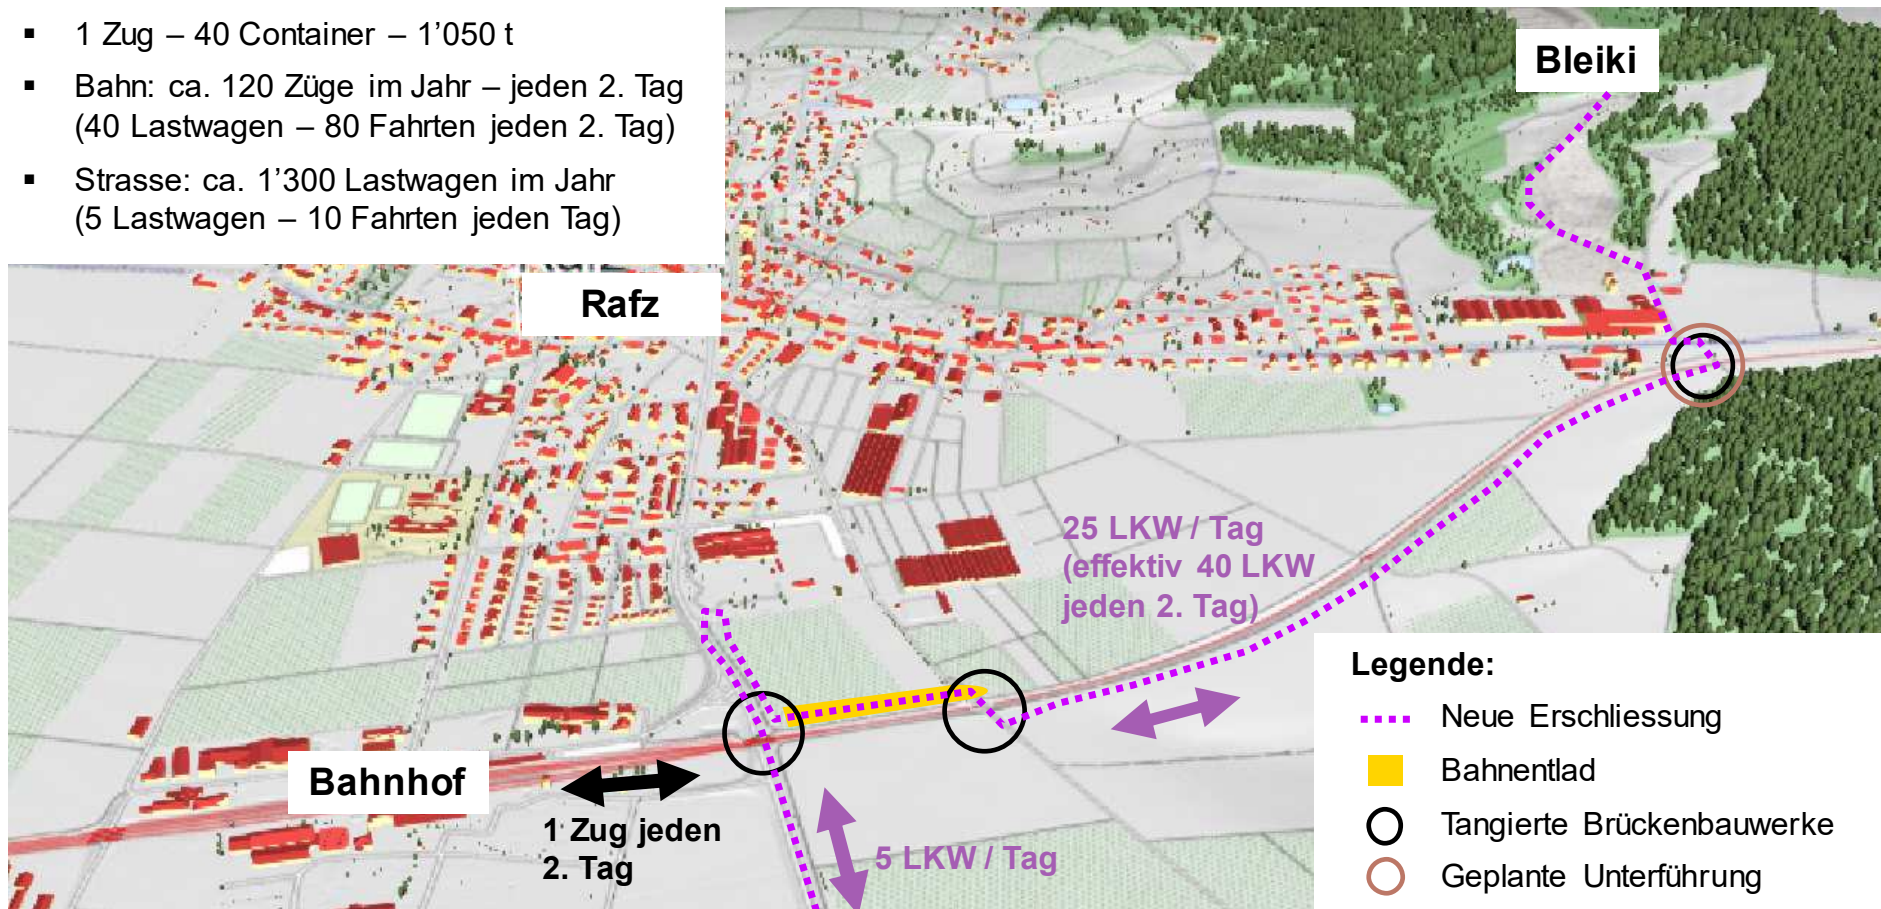 ▪ 1 Zug – 40 Container – 1’050 t
▪ Bahn: ca. 120 Züge im Jahr – jeden 2. Tag
(40 Lastwagen – 80 Fahrten jeden 2. Tag)
▪ Strasse: ca. 1’300 Lastwagen im Jahr
(5 Lastwagen – 10 Fahrten jeden Tag)
Bleiki
Rafz
25 LKW / Tag
(effektiv 40 LKW
jeden 2. Tag)
Bahnhof
1 Zug jeden
2. Tag
5 LKW / Tag
Legende:
Neue Erschliessung
Bahnentlad
Tangierte Brückenbauwerke
Geplante Unterführung